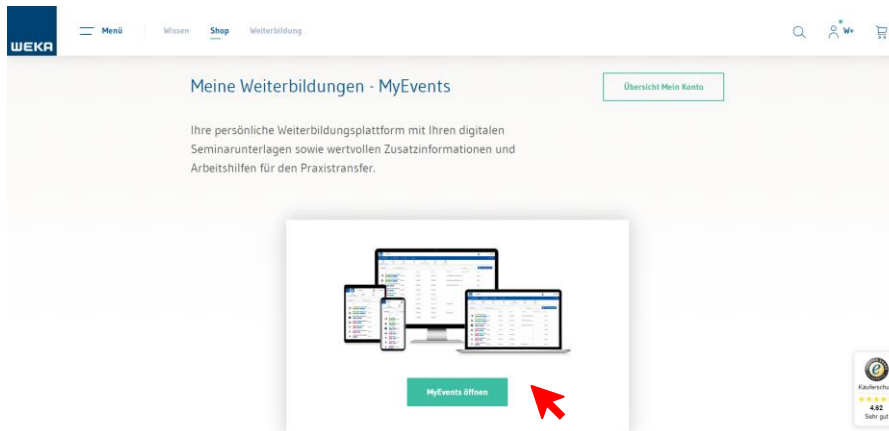 WEKA
Menü
Wissen
Shop
Weiterbildung
W+
Meine Weiterbildungen - MyEvents
Übersicht Mein Konto
Ihre persönliche Weiterbildungsplattform mit Ihren digitalen
Seminarunterlagen sowie wertvollen Zusatzinformationen und
Arbeitshilfen für den Praxistransfer.
MyEvents öffnen
Käuferschu
4,62
Sehr gut